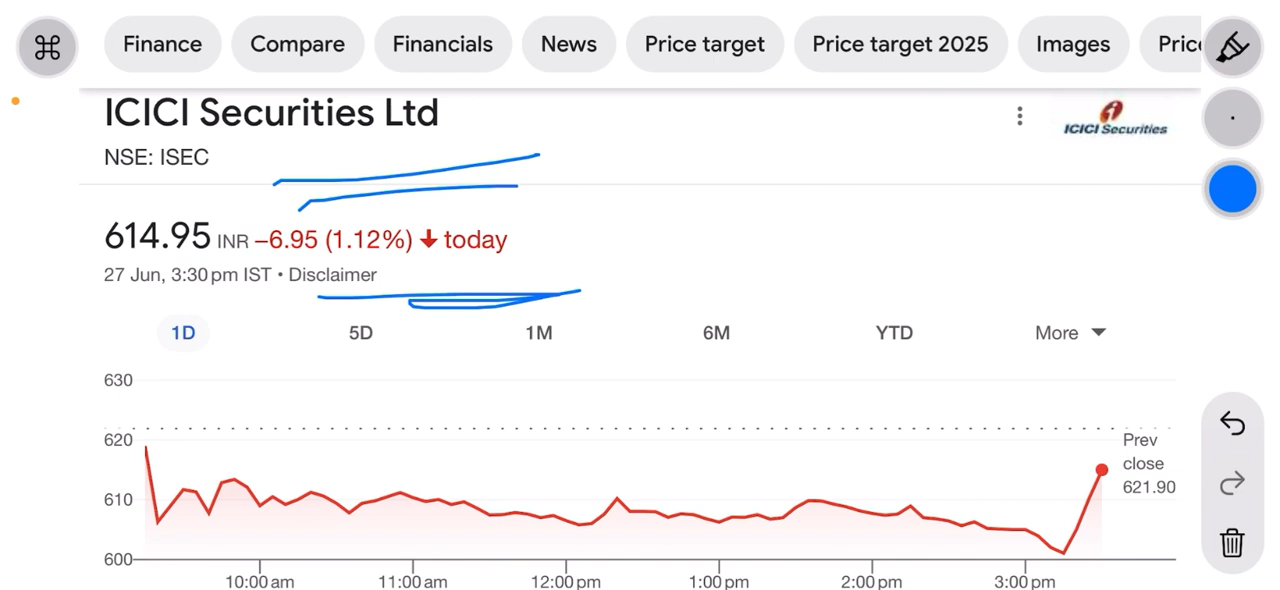 Finance Compare Financials News Price target Price target 2025 Images
ICICI Securities Ltd
ICICI Securities
NSE: ISEC
614.95 INR −6.95 (1.12%) today
27 Jun, 3:30 pm IST • Disclaimer
1D 5D 1M 6M YTD More
630
620
610
600
Prev
close
621.90
10:00 am 11:00 am 12:00 pm 1:00 pm 2:00 pm 3:00 pm